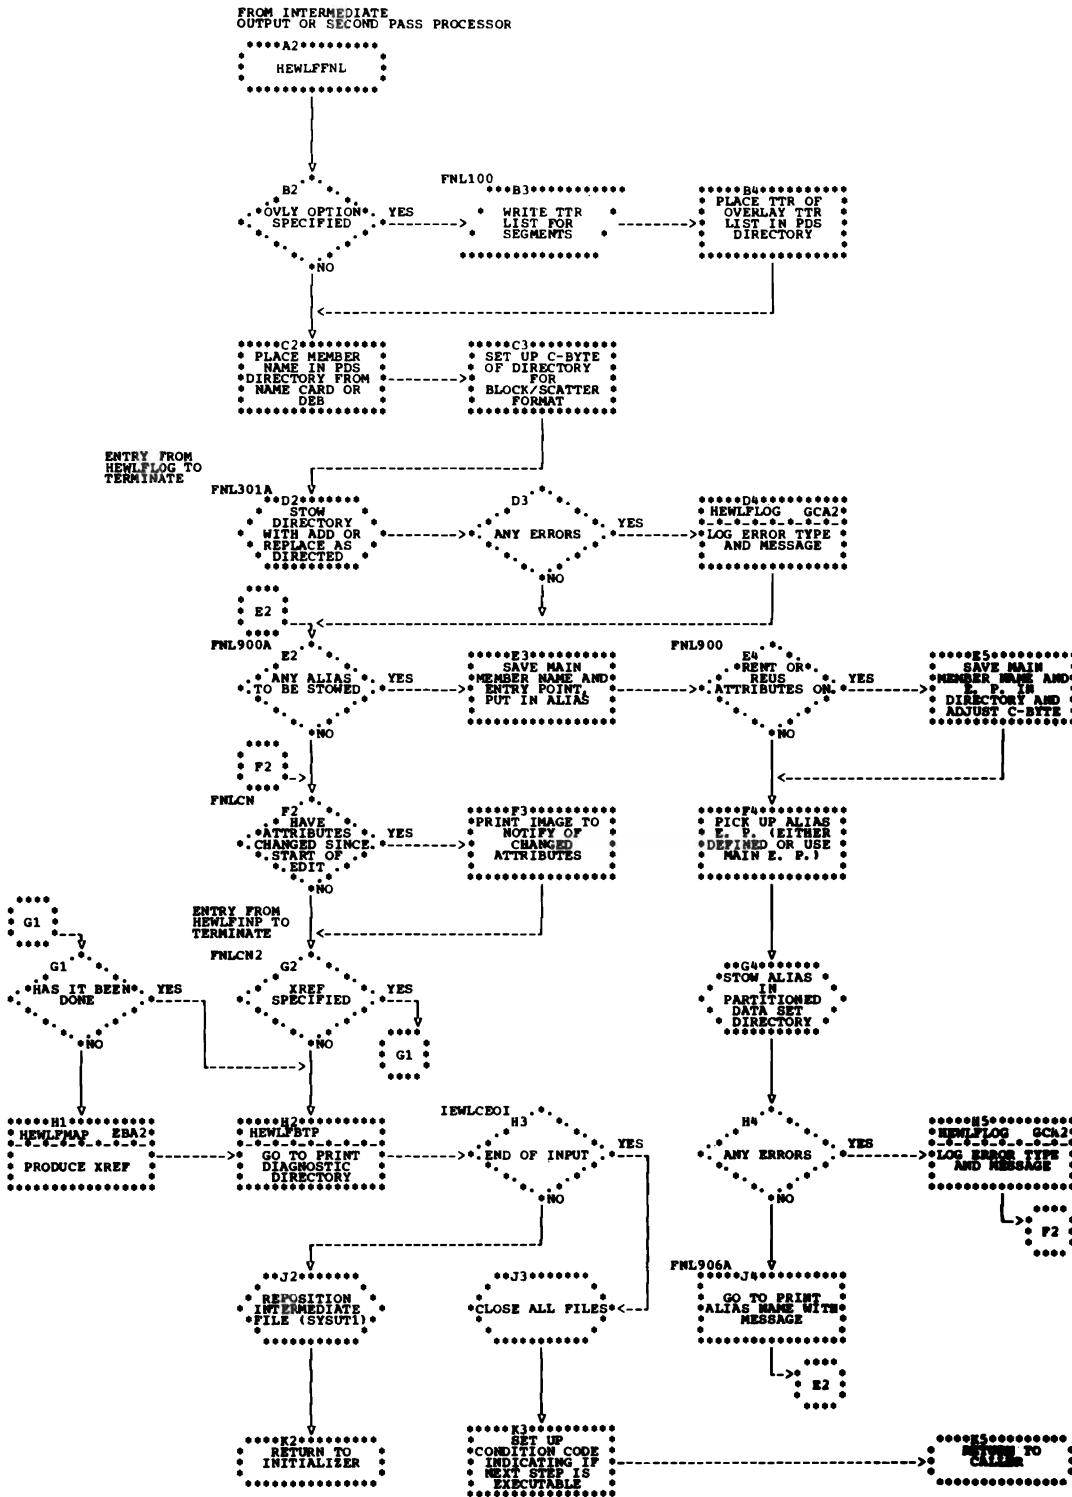 FROM INTERMEDIATE
OUTPUT OR SECOND PASS PROCESSOR
A2
HEWLFFNL
B2
OVLY OPTION
SPECIFIED
YES
NO
FNL100
B3
WRITE TTR
LIST FOR
SEGMENTS
B4
PLACE TTR OF
OVERLAY TTR
LIST IN PDS
DIRECTORY
C2
PLACE MEMBER
NAME IN PDS
DIRECTORY FROM
NAME CARD OR
DEB
C3
SET UP C-BYTE
OF DIRECTORY
FOR
BLOCK/SCATTER
FORMAT
ENTRY FROM
HEWLFLOG TO
TERMINATE
FNL301A
D2
STOW
DIRECTORY
WITH ADD OR
REPLACE AS
DIRECTED
D3
ANY ERRORS
YES
NO
D4
HEWLFLOG GCA2
LOG ERROR TYPE
AND MESSAGE
E2
FNL900A
E2
ANY ALIAS
TO BE STOWED
YES
NO
E3
SAVE MAIN
MEMBER NAME AND
ENTRY POINT,
PUT IN ALIAS
FNL900
E4
RENT OR
REUS
ATTRIBUTES ON
YES
NO
E5
SAVE MAIN
MEMBER NAME AND
E. P. IN
DIRECTORY AND
ADJUST C-BYTE
F2
FNLCN
F2
HAVE
ATTRIBUTES
CHANGED SINCE
START OF
EDIT
YES
NO
F3
PRINT IMAGE TO
NOTIFY OF
CHANGED
ATTRIBUTES
F4
PICK UP ALIAS
E. P. (EITHER
DEFINED OR USE
MAIN E. P.)
G1
ENTRY FROM
HEWLFINP TO
TERMINATE
G1
HAS IT BEEN
DONE
YES
NO
FNLCN2
G2
XREF
SPECIFIED
YES
NO
G1
G4
STOW ALIAS
IN
PARTITIONED
DATA SET
DIRECTORY
H1
HEWLFMAP EBA2
PRODUCE XREF
H2
HEWLFBTP
GO TO PRINT
DIAGNOSTIC
DIRECTORY
IEWLCEOI
H3
END OF INPUT
YES
NO
H4
ANY ERRORS
YES
NO
H5
HEWLFLOG GCA2
LOG ERROR TYPE
AND MESSAGE
F2
J2
REPOSITION
INTERMEDIATE
FILE (SYSUT1)
J3
CLOSE ALL FILES
FNL906A
J4
GO TO PRINT
ALIAS NAME WITH
MESSAGE
E2
K2
RETURN TO
INITIALIZER
K3
SET UP
CONDITION CODE
INDICATING IF
NEXT STEP IS
EXECUTABLE
K5
RETURN TO
CALLER